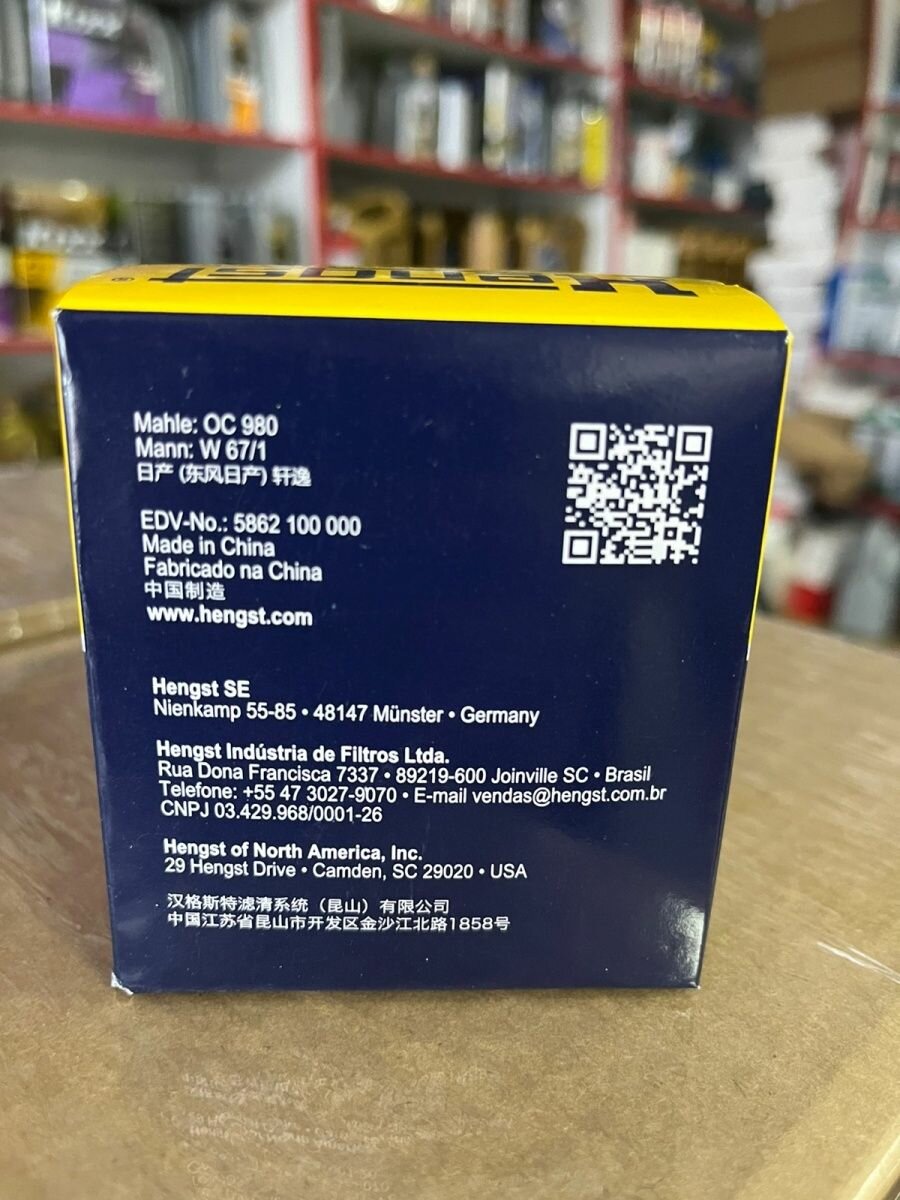 Hengst®
Mahle: OC 980
Mann: W 67/1
日产 (东风日产) 轩逸
EDV-No.: 5862 100 000
Made in China
Fabricado na China
中国制造
www.hengst.com
Hengst SE
Nienkamp 55-85 • 48147 Münster • Germany
Hengst Indústria de Filtros Ltda.
Rua Dona Francisca 7337 • 89219-600 Joinville SC • Brasil
Telefone: +55 47 3027-9070 • E-mail vendas@hengst.com.br
CNPJ 03.429.968/0001-26
Hengst of North America, Inc.
29 Hengst Drive • Camden, SC 29020 • USA
汉格斯特滤清系统（昆山）有限公司
中国江苏省昆山市开发区金沙江北路1858号